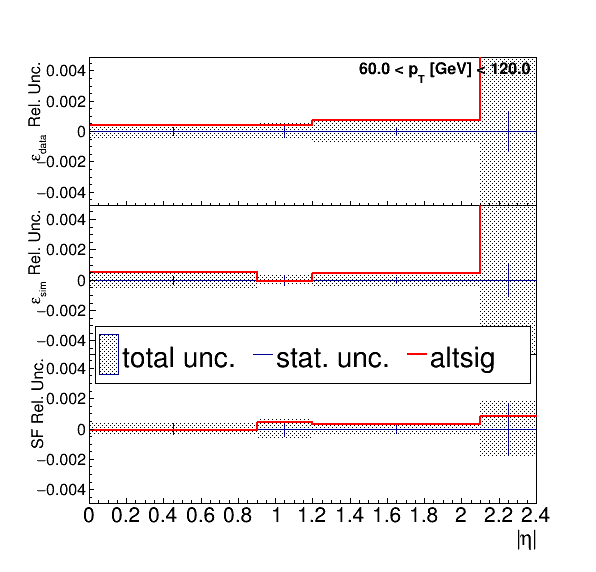 60.0 < p_T [GeV] < 120.0
ε_data Rel. Unc.
0.004
0.002
0
−0.002
−0.004
ε_sim Rel. Unc.
0.004
0.002
0
−0.002
−0.004
total unc. stat. unc. altsig
SF Rel. Unc.
0.004
0.002
0
−0.002
−0.004
0 0.2 0.4 0.6 0.8 1 1.2 1.4 1.6 1.8 2 2.2 2.4
|η|